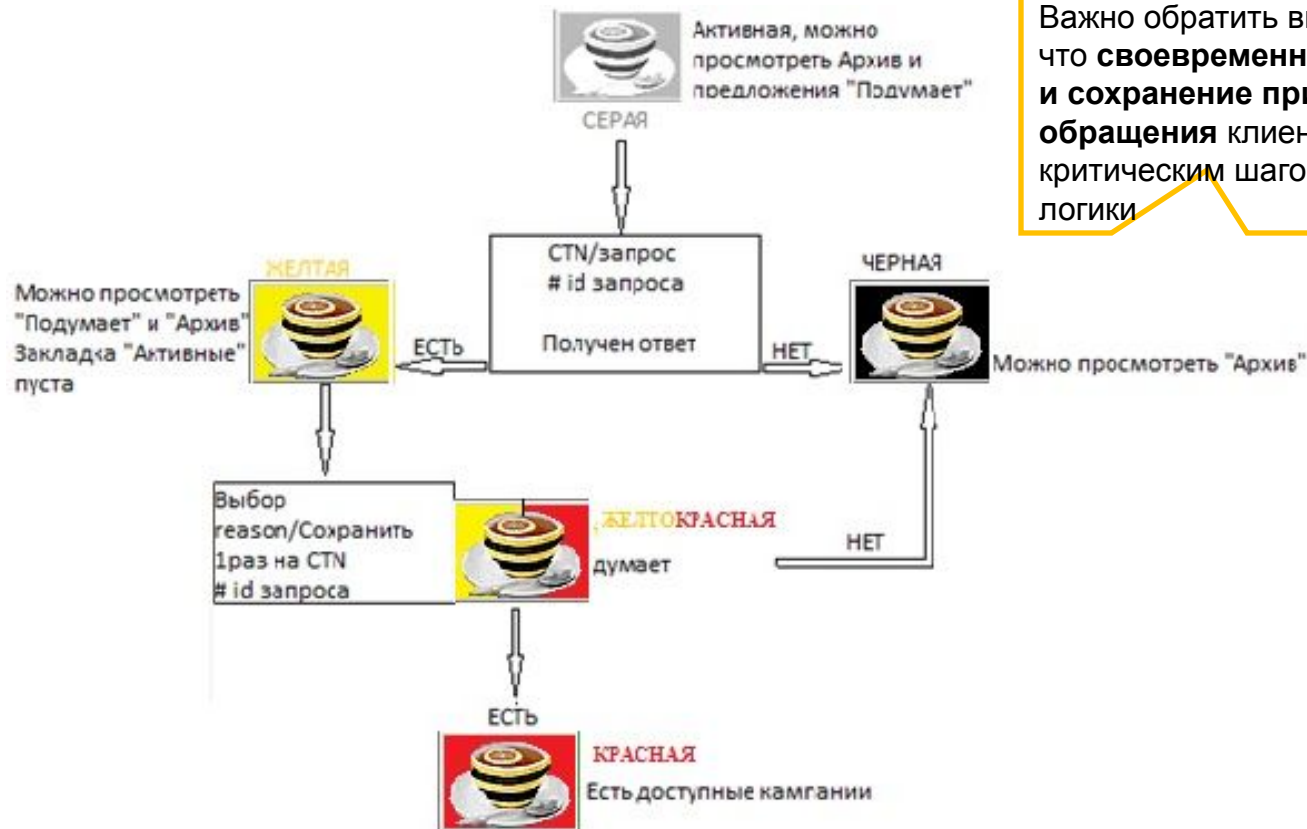 Активная, можно
просмотреть Архив и
предложения "Подумает"
СЕРАЯ
Важно обратить
что своевременн
и сохранение при
обращения клиен
критическим шаго
логики
CTN/запрос
# id запроса
Получен ответ
ЖЕЛТАЯ
Можно просмотреть
"Подумает" и "Архив"
Закладка "Активные"
пуста
ЕСТЬ
НЕТ
ЧЕРНАЯ
Можно просмотреть "Архив"
Выбор
reason/Сохранить
1раз на CTN
# id запроса
ЖЕЛТОКРАСНАЯ
думает
НЕТ
ЕСТЬ
КРАСНАЯ
Есть доступные кампании